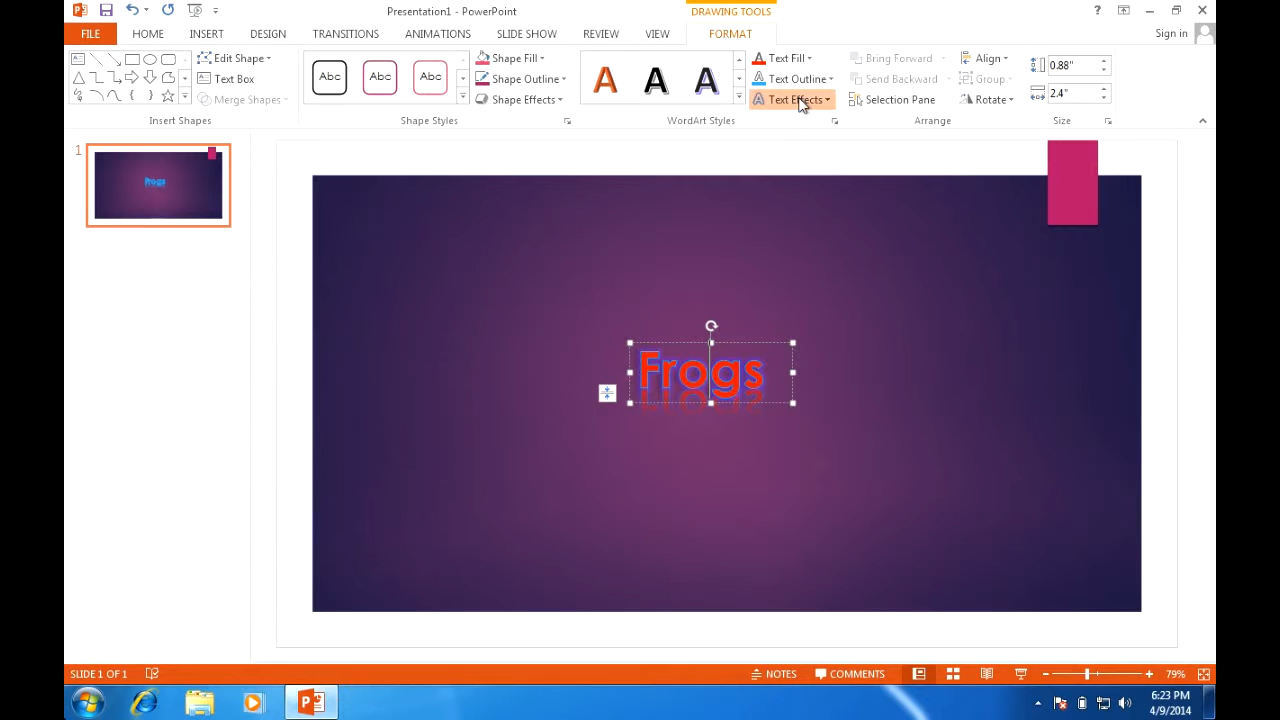 Presentation1 - PowerPoint
DRAWING TOOLS
?
FILE HOME INSERT DESIGN TRANSITIONS ANIMATIONS SLIDE SHOW REVIEW VIEW FORMAT Sign in
Edit Shape
Text Box
Merge Shapes
Insert Shapes
Abc Abc Abc
Shape Fill
Shape Outline
Shape Effects
Shape Styles
A A A
Text Fill
Text Outline
Text Effects
WordArt Styles
Bring Forward
Send Backward
Selection Pane
Align
Group
Rotate
Arrange
0.88"
2.4"
Size
1
Frogs
Frogs
SLIDE 1 OF 1 NOTES COMMENTS 79%
6:23 PM
4/9/2014